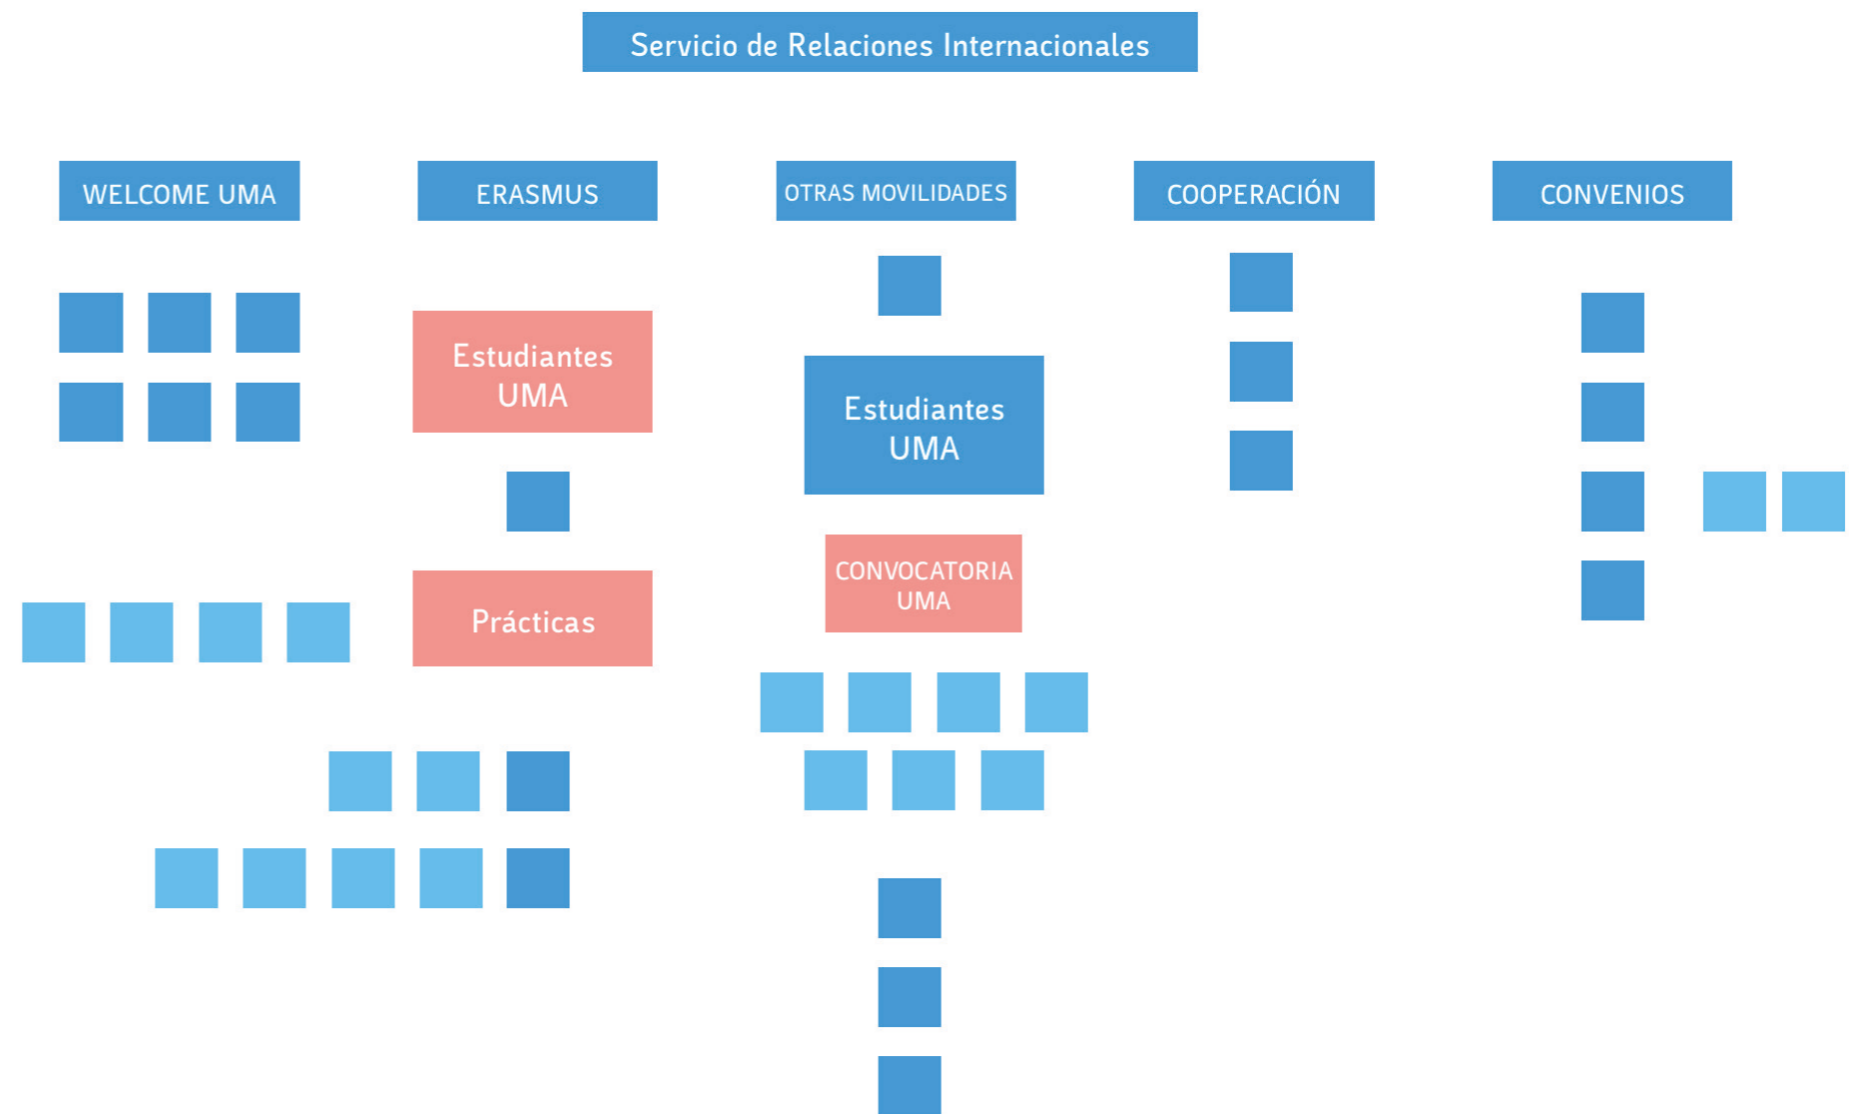 Servicio de Relaciones Internacionales
WELCOME UMA
ERASMUS
OTRAS MOVILIDADES
COOPERACIÓN
CONVENIOS
Estudiantes
UMA
Estudiantes
UMA
CONVOCATORIA
UMA
Prácticas